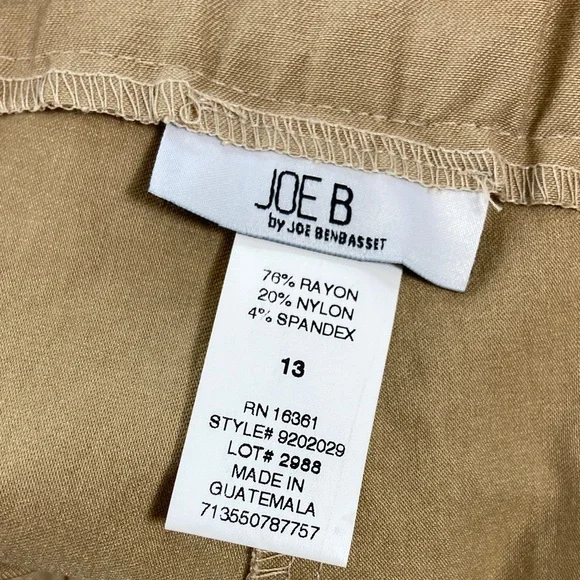 JOE B
by JOE BENBASSET
76% RAYON
20% NYLON
4% SPANDEX
13
RN 16361
STYLE# 9202029
LOT# 2988
MADE IN
GUATEMALA
713550787757